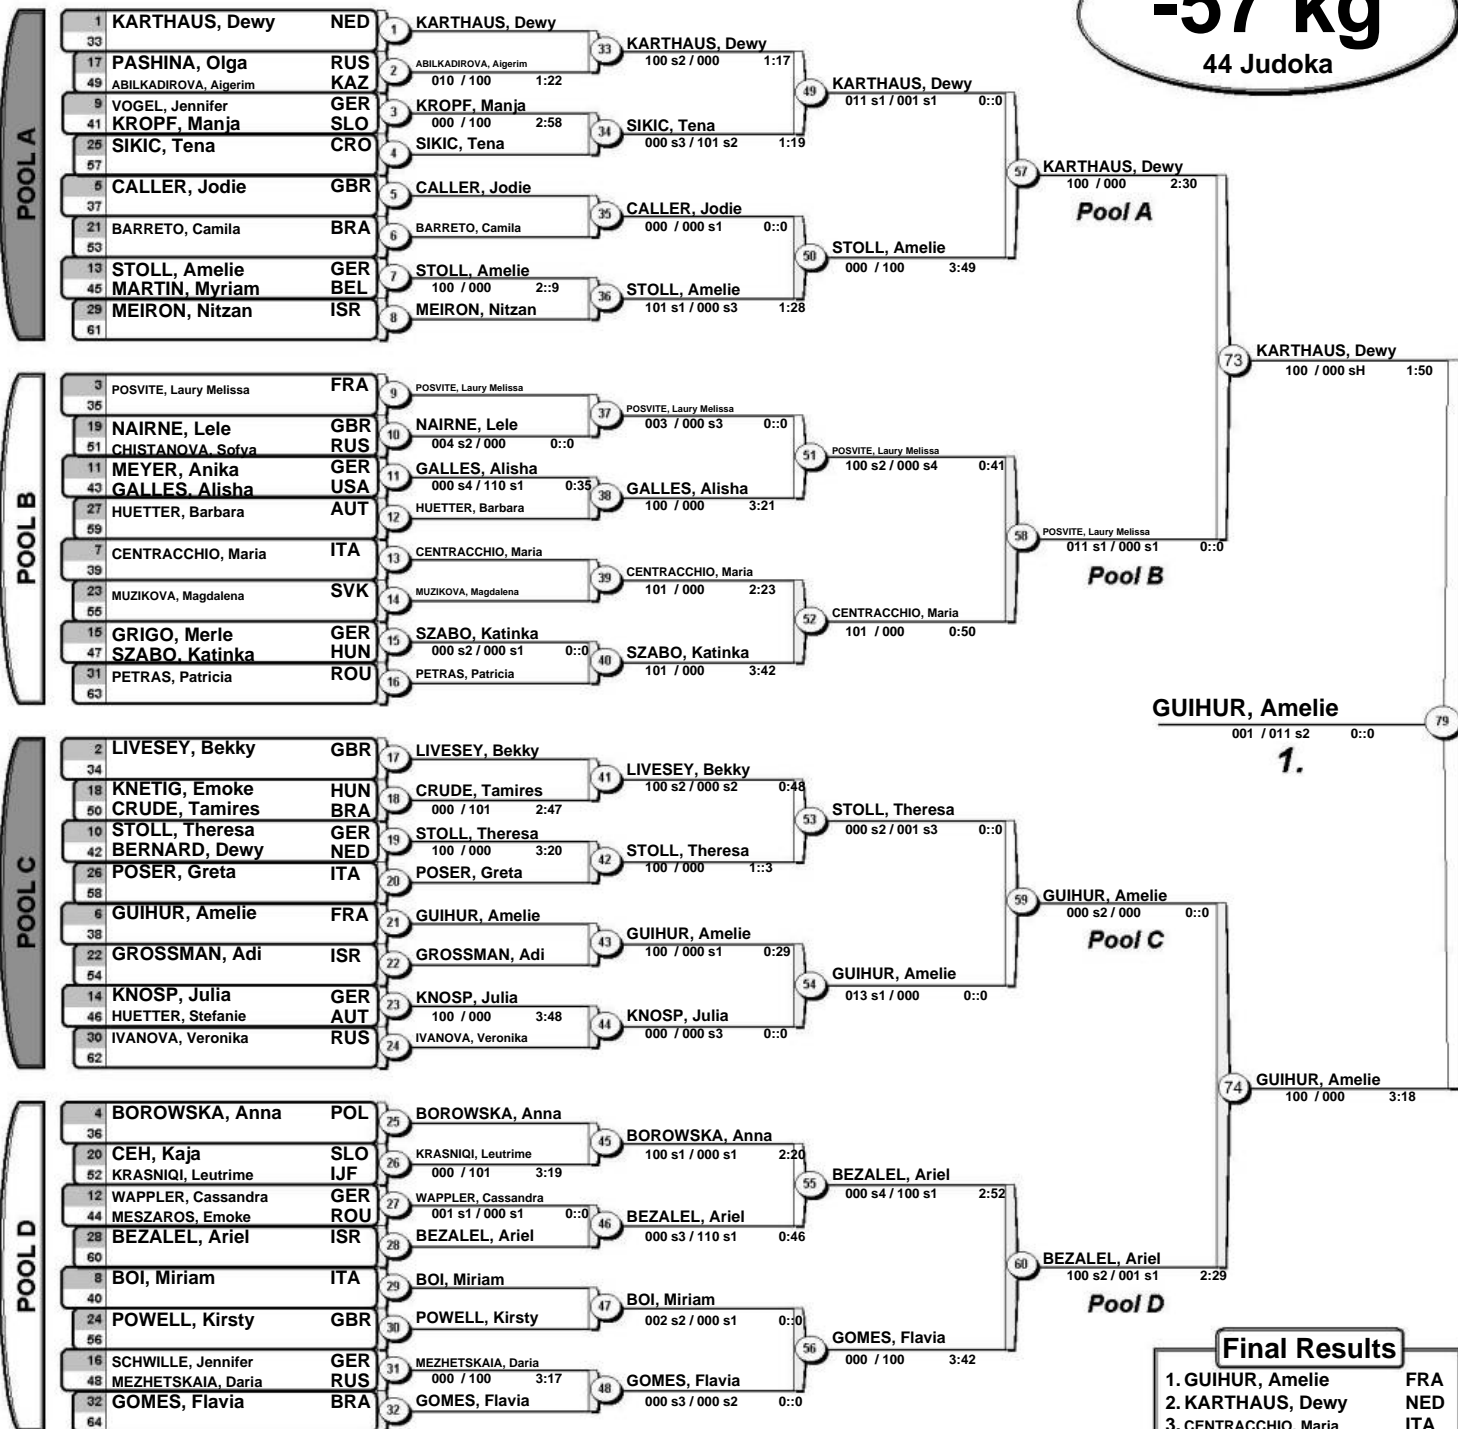 -57 kg
44 Judoka
POOL A
1 KARTHAUS, Dewy NED
33
17 PASHINA, Olga RUS
49 ABILKADIROVA, Aigerim KAZ
9 VOGEL, Jennifer GER
41 KROPF, Manja SLO
25 SIKIC, Tena CRO
57
5 CALLER, Jodie GBR
37
21 BARRETO, Camila BRA
53
13 STOLL, Amelie GER
45 MARTIN, Myriam BEL
29 MEIRON, Nitzan ISR
61
1 KARTHAUS, Dewy
2 ABILKADIROVA, Aigerim
010 / 100 1:22
3 KROPF, Manja
000 / 100 2:58
4 SIKIC, Tena
5 CALLER, Jodie
6 BARRETO, Camila
7 STOLL, Amelie
100 / 000 2::9
8 MEIRON, Nitzan
33 KARTHAUS, Dewy
100 s2 / 000 1:17
34 SIKIC, Tena
000 s3 / 101 s2 1:19
35 CALLER, Jodie
000 / 000 s1 0::0
36 STOLL, Amelie
101 s1 / 000 s3 1:28
49 KARTHAUS, Dewy
011 s1 / 001 s1 0::0
50 STOLL, Amelie
000 / 100 3:49
57 KARTHAUS, Dewy
100 / 000 2:30
Pool A
POOL B
3 POSVITE, Laury Melissa FRA
35
19 NAIRNE, Lele GBR
51 CHISTANOVA, Sofya RUS
11 MEYER, Anika GER
43 GALLES, Alisha USA
27 HUETTER, Barbara AUT
59
7 CENTRACCHIO, Maria ITA
39
23 MUZIKOVA, Magdalena SVK
55
15 GRIGO, Merle GER
47 SZABO, Katinka HUN
31 PETRAS, Patricia ROU
63
9 POSVITE, Laury Melissa
10 NAIRNE, Lele
004 s2 / 000 0::0
11 GALLES, Alisha
000 s4 / 110 s1 0:35
12 HUETTER, Barbara
13 CENTRACCHIO, Maria
14 MUZIKOVA, Magdalena
15 SZABO, Katinka
000 s2 / 000 s1 0::0
16 PETRAS, Patricia
37 POSVITE, Laury Melissa
003 / 000 s3 0::0
38 GALLES, Alisha
100 / 000 3:21
39 CENTRACCHIO, Maria
101 / 000 2:23
40 SZABO, Katinka
101 / 000 3:42
51 POSVITE, Laury Melissa
100 s2 / 000 s4 0:41
52 CENTRACCHIO, Maria
101 / 000 0:50
58 POSVITE, Laury Melissa
011 s1 / 000 s1 0::0
Pool B
73 KARTHAUS, Dewy
100 / 000 sH 1:50
GUIHUR, Amelie 79
001 / 011 s2 0::0
1.
POOL C
2 LIVESEY, Bekky GBR
34
18 KNETIG, Emoke HUN
50 CRUDE, Tamires BRA
10 STOLL, Theresa GER
42 BERNARD, Dewy NED
26 POSER, Greta ITA
58
6 GUIHUR, Amelie FRA
38
22 GROSSMAN, Adi ISR
54
14 KNOSP, Julia GER
46 HUETTER, Stefanie AUT
30 IVANOVA, Veronika RUS
62
17 LIVESEY, Bekky
18 CRUDE, Tamires
000 / 101 2:47
19 STOLL, Theresa
100 / 000 3:20
20 POSER, Greta
21 GUIHUR, Amelie
22 GROSSMAN, Adi
23 KNOSP, Julia
100 / 000 3:48
24 IVANOVA, Veronika
41 LIVESEY, Bekky
100 s2 / 000 s2 0:48
42 STOLL, Theresa
100 / 000 1::3
43 GUIHUR, Amelie
100 / 000 s1 0:29
44 KNOSP, Julia
000 / 000 s3 0::0
53 STOLL, Theresa
000 s2 / 001 s3 0::0
54 GUIHUR, Amelie
013 s1 / 000 0::0
59 GUIHUR, Amelie
000 s2 / 000 0::0
Pool C
POOL D
4 BOROWSKA, Anna POL
36
20 CEH, Kaja SLO
52 KRASNIQI, Leutrime IJF
12 WAPPLER, Cassandra GER
44 MESZAROS, Emoke ROU
28 BEZALEL, Ariel ISR
60
8 BOI, Miriam ITA
40
24 POWELL, Kirsty GBR
56
16 SCHWILLE, Jennifer GER
48 MEZHETSKAIA, Daria RUS
32 GOMES, Flavia BRA
64
25 BOROWSKA, Anna
26 KRASNIQI, Leutrime
000 / 101 3:19
27 WAPPLER, Cassandra
001 s1 / 000 s1 0::0
28 BEZALEL, Ariel
29 BOI, Miriam
30 POWELL, Kirsty
31 MEZHETSKAIA, Daria
000 / 100 3:17
32 GOMES, Flavia
45 BOROWSKA, Anna
100 s1 / 000 s1 2:20
46 BEZALEL, Ariel
000 s3 / 110 s1 0:46
47 BOI, Miriam
002 s2 / 000 s1 0::0
48 GOMES, Flavia
000 s3 / 000 s2 0::0
55 BEZALEL, Ariel
000 s4 / 100 s1 2:52
56 GOMES, Flavia
000 / 100 3:42
60 BEZALEL, Ariel
100 s2 / 001 s1 2:29
Pool D
74 GUIHUR, Amelie
100 / 000 3:18
Final Results
1. GUIHUR, Amelie FRA
2. KARTHAUS, Dewy NED
3. CENTRACCHIO, Maria ITA